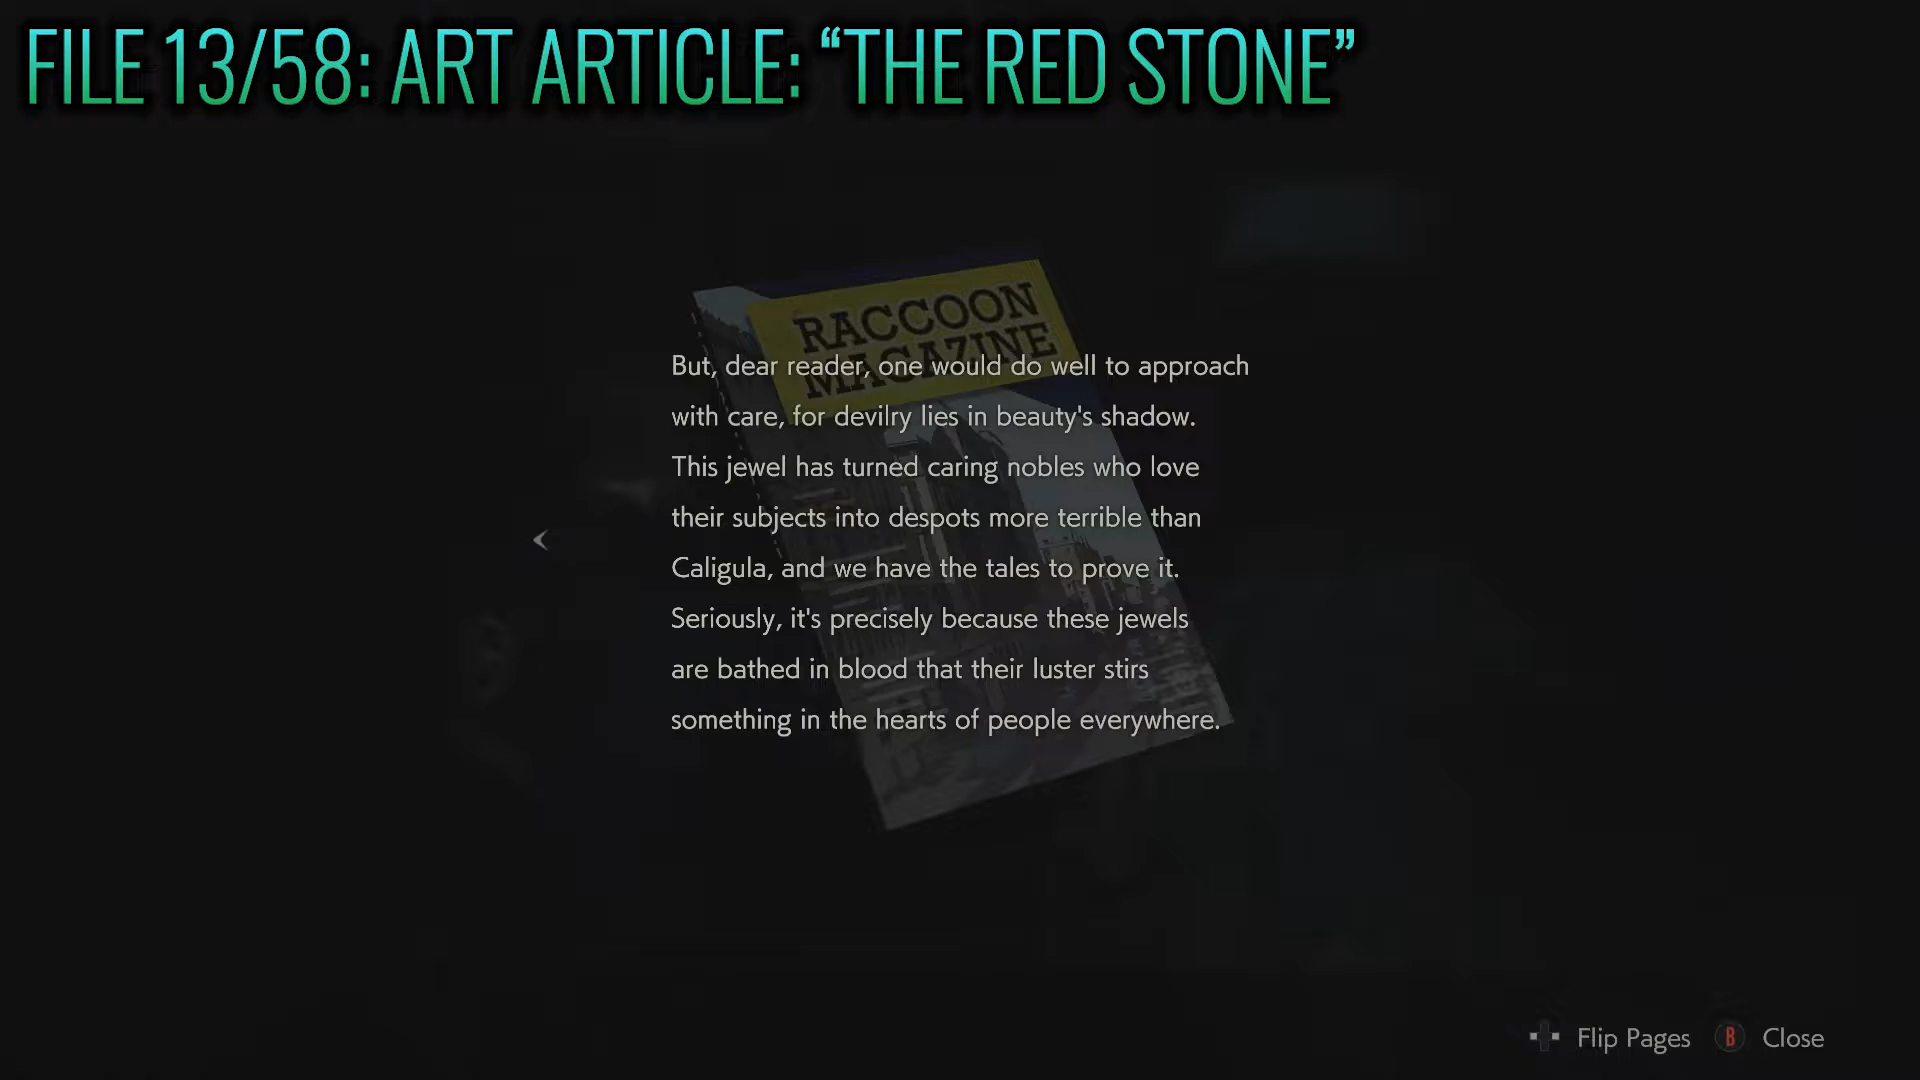 FILE 13/58: ART ARTICLE: “THE RED STONE”
RACCOON
MAGAZINE
But, dear reader, one would do well to approach
with care, for devilry lies in beauty's shadow.
This jewel has turned caring nobles who love
their subjects into despots more terrible than
Caligula, and we have the tales to prove it.
Seriously, it's precisely because these jewels
are bathed in blood that their luster stirs
something in the hearts of people everywhere.
Flip Pages B Close